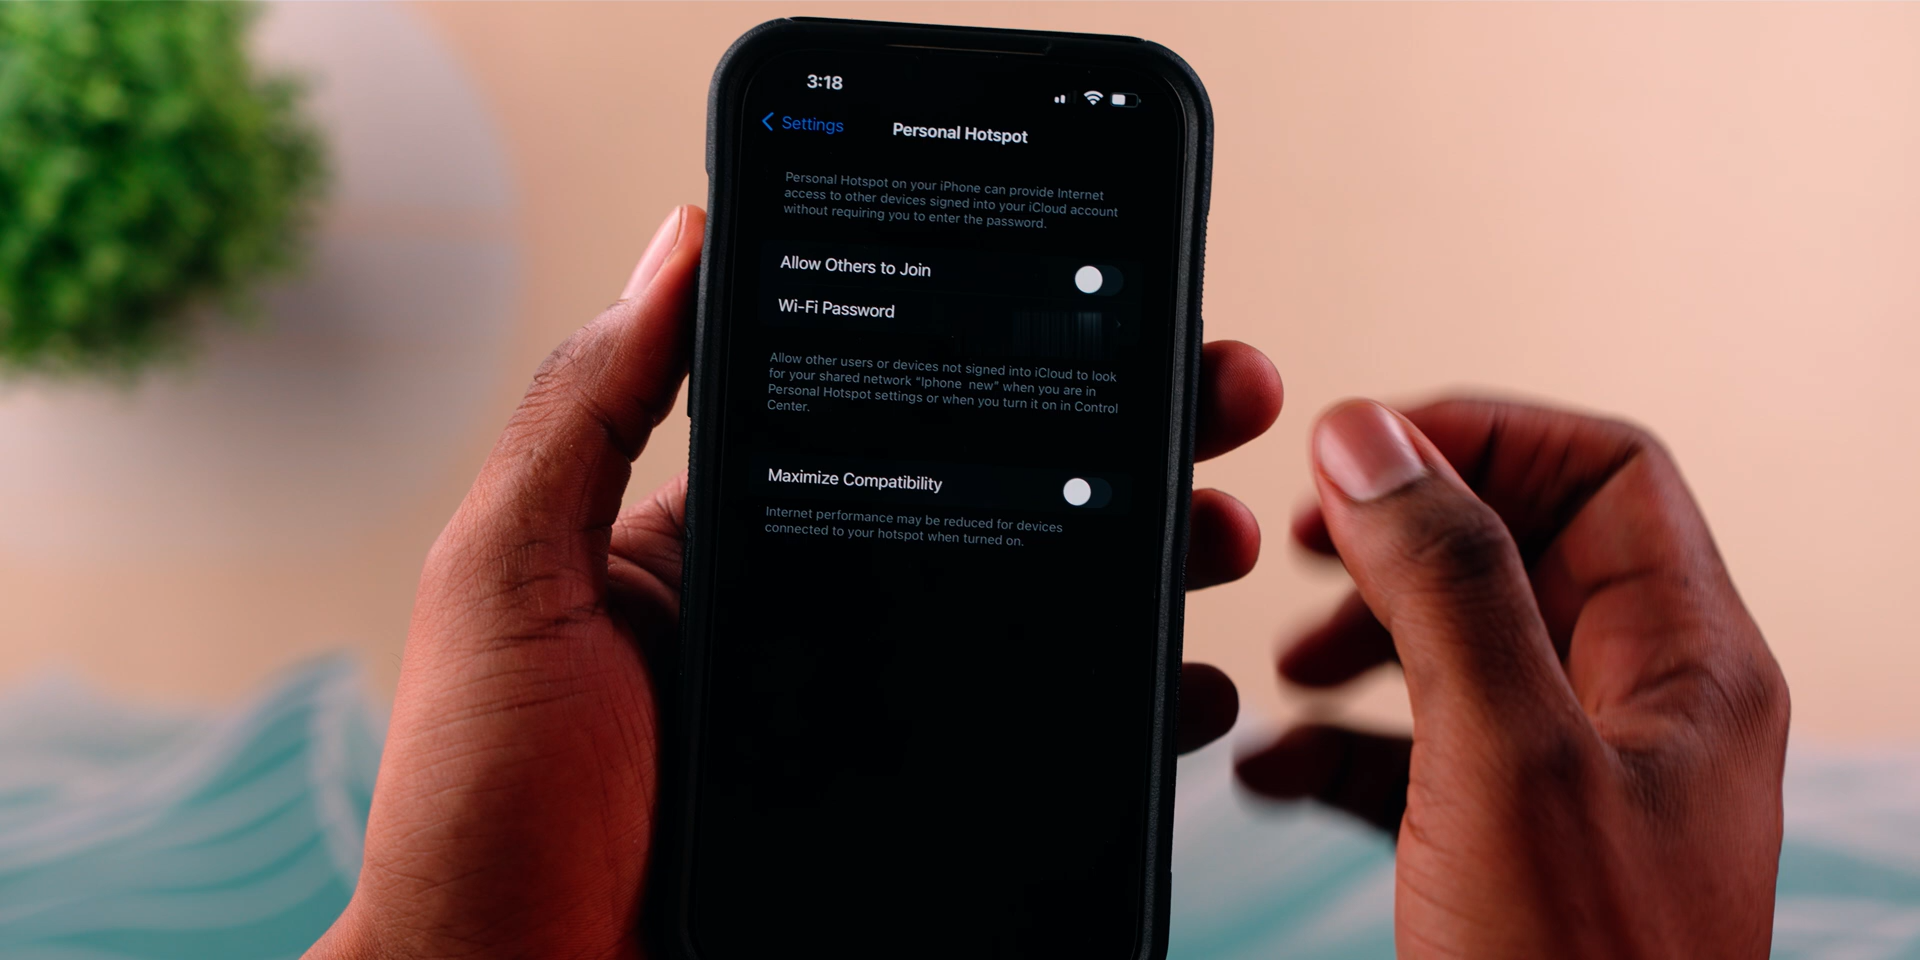 3:18
Settings
Personal Hotspot
Personal Hotspot on your iPhone can provide Internet
access to other devices signed into your iCloud account
without requiring you to enter the password.
Allow Others to Join
Wi-Fi Password
Allow other users or devices not signed into iCloud to look
for your shared network “Iphone  new” when you are in
Personal Hotspot settings or when you turn it on in Control
Center.
Maximize Compatibility
Internet performance may be reduced for devices
connected to your hotspot when turned on.